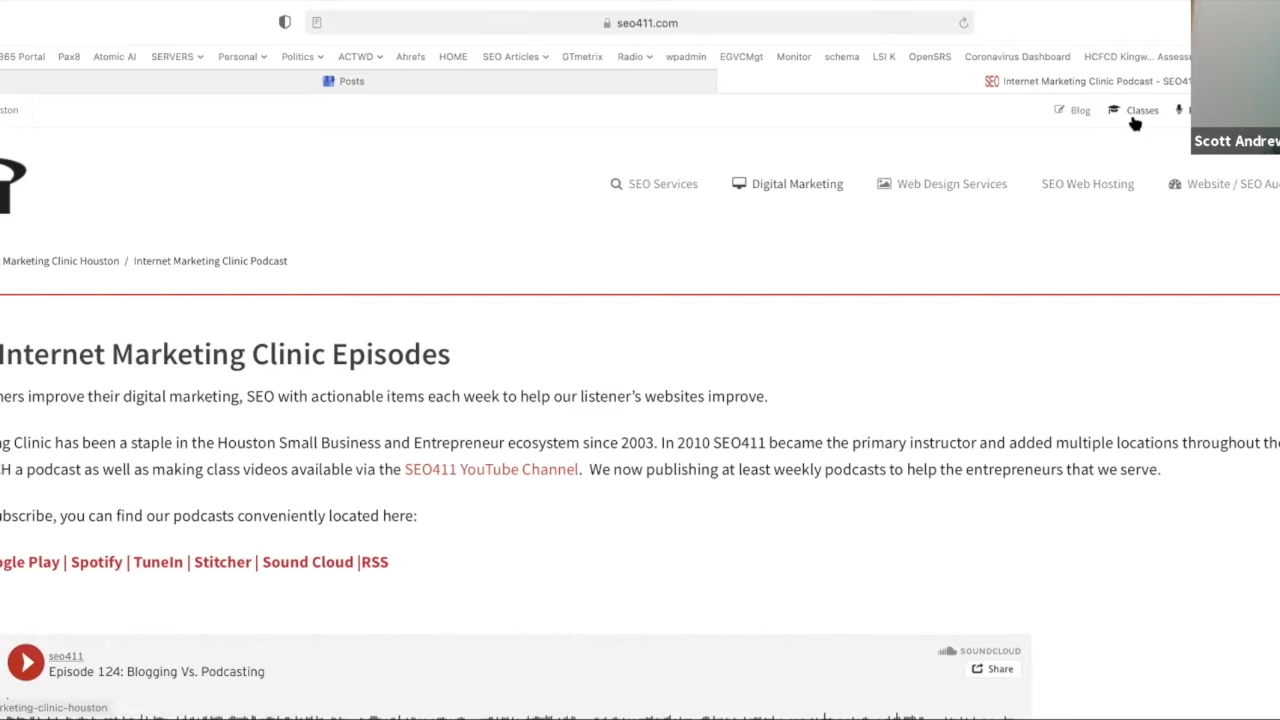 seo411.com
365 Portal Pax8 Atomic AI SERVERS Personal Politics ACTWD Ahrefs HOME SEO Articles GTmetrix Radio wpadmin EGVCMgt Monitor schema LSI K OpenSRS Coronavirus Dashboard HCFCD Kingw... Assess
Posts
SEO Internet Marketing Clinic Podcast - SEO4
ston
Blog Classes
Scott Andrew
SEO Services Digital Marketing Web Design Services SEO Web Hosting Website / SEO Au
Marketing Clinic Houston / Internet Marketing Clinic Podcast
Internet Marketing Clinic Episodes
ners improve their digital marketing, SEO with actionable items each week to help our listener’s websites improve.
ng Clinic has been a staple in the Houston Small Business and Entrepreneur ecosystem since 2003. In 2010 SEO411 became the primary instructor and added multiple locations throughout the
H a podcast as well as making class videos available via the SEO411 YouTube Channel. We now publishing at least weekly podcasts to help the entrepreneurs that we serve.
ubscribe, you can find our podcasts conveniently located here:
ogle Play | Spotify | TuneIn | Stitcher | Sound Cloud |RSS
seo411
Episode 124: Blogging Vs. Podcasting
SOUNDCLOUD
Share
rketing-clinic-houston